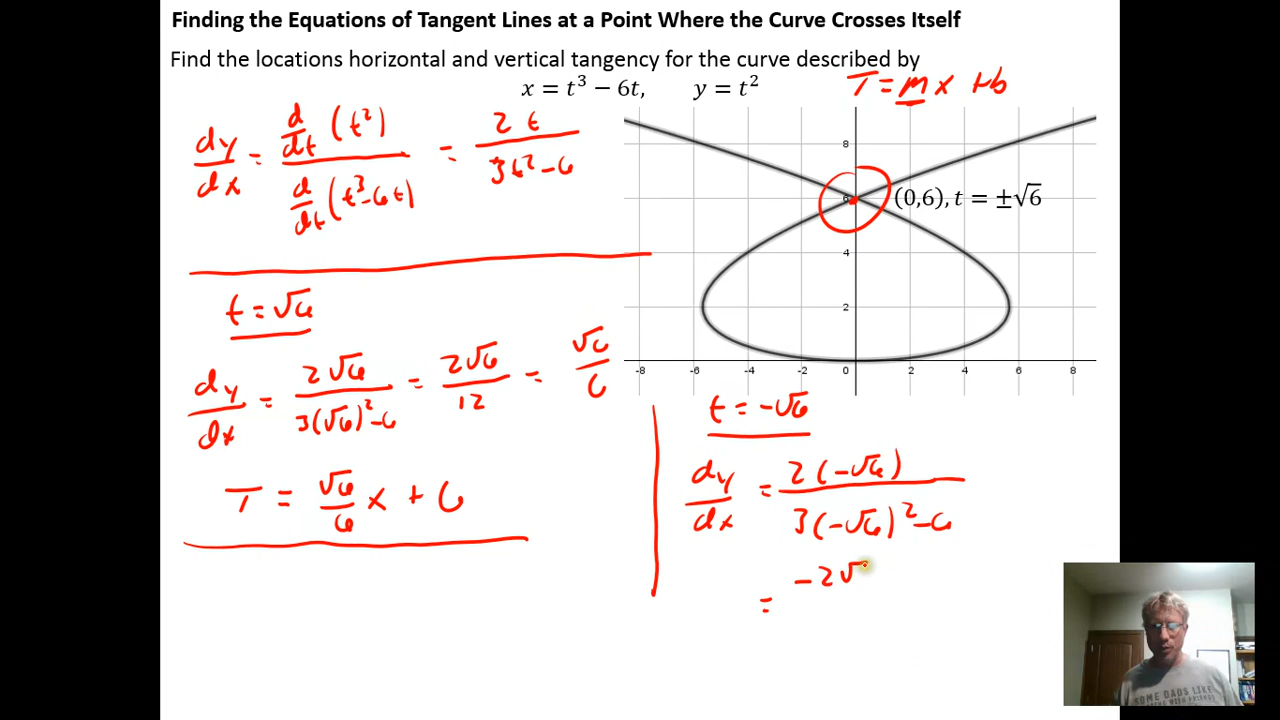 Finding the Equations of Tangent Lines at a Point Where the Curve Crosses Itself
Find the locations horizontal and vertical tangency for the curve described by
x = t³ − 6t, y = t²
T = mx + b
dy/dx = d/dt (t²) / d/dt (t³ − 6t) = 2t / 3t² − 6
8
6
4
2
(0,6), t = ±√6
-8 -6 -4 -2 0 2 4 6 8
t = √6
dy/dx = 2√6 / 3(√6)² − 6 = 2√6 / 12 = √6 / 6
T = √6/6 x + 6
t = −√6
dy/dx = 2(−√6) / 3(−√6)² − 6
= −2√
SOME DADS LIKE